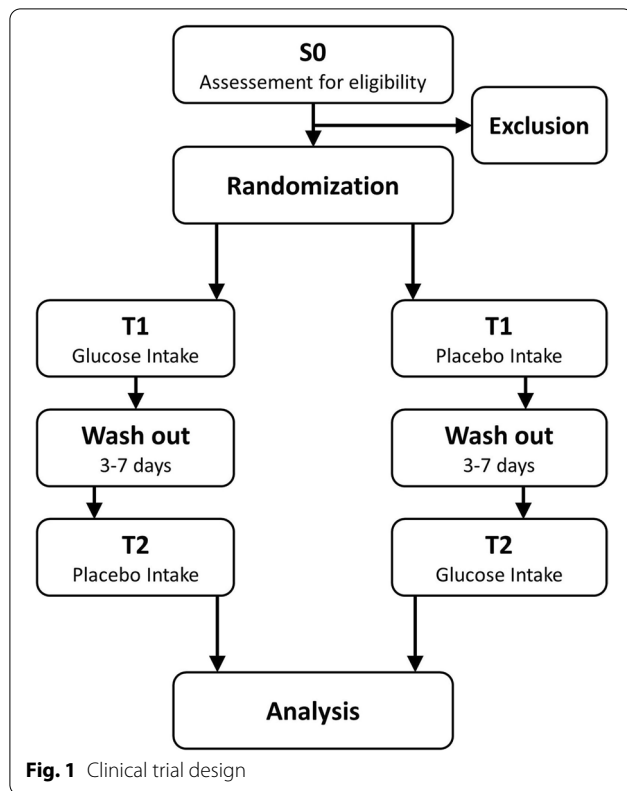 S0
Assessement for eligibility
Exclusion
Randomization
T1
Glucose Intake
T1
Placebo Intake
Wash out
3-7 days
Wash out
3-7 days
T2
Placebo Intake
T2
Glucose Intake
Analysis
Fig. 1 Clinical trial design